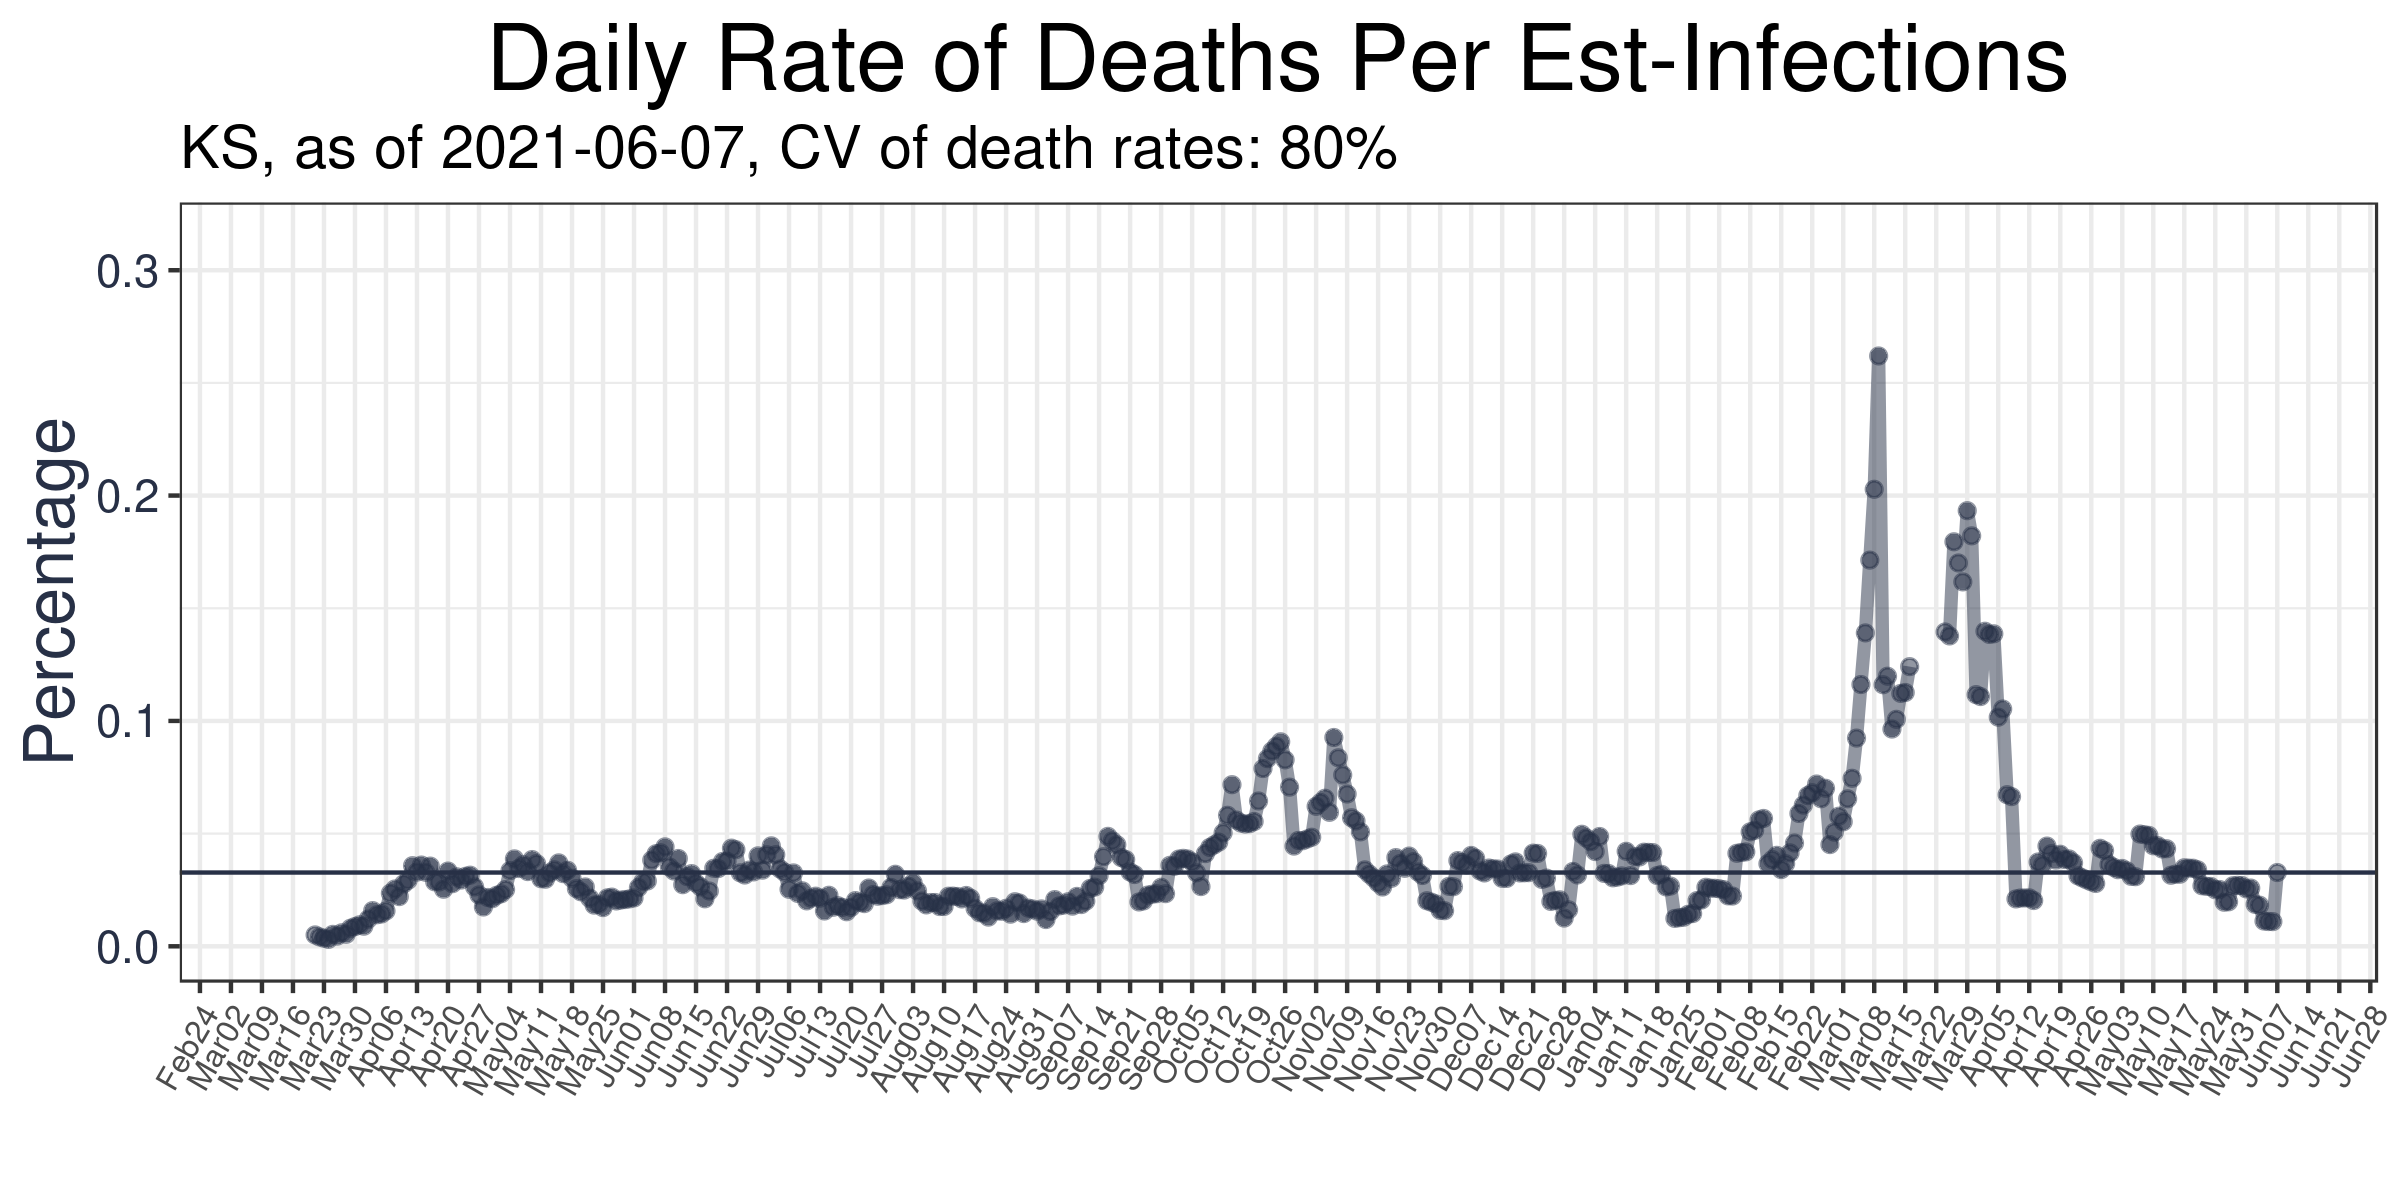 Daily Rate of Deaths Per Est-Infections
KS, as of 2021-06-07, CV of death rates: 80%
Percentage
0.3
0.2
0.1
0.0
Feb24
Mar02
Mar09
Mar16
Mar23
Mar30
Apr06
Apr13
Apr20
Apr27
May04
May11
May18
May25
Jun01
Jun08
Jun15
Jun22
Jun29
Jul06
Jul13
Jul20
Jul27
Aug03
Aug10
Aug17
Aug24
Aug31
Sep07
Sep14
Sep21
Sep28
Oct05
Oct12
Oct19
Oct26
Nov02
Nov09
Nov16
Nov23
Nov30
Dec07
Dec14
Dec21
Dec28
Jan04
Jan11
Jan18
Jan25
Feb01
Feb08
Feb15
Feb22
Mar01
Mar08
Mar15
Mar22
Mar29
Apr05
Apr12
Apr19
Apr26
May03
May10
May17
May24
May31
Jun07
Jun14
Jun21
Jun28